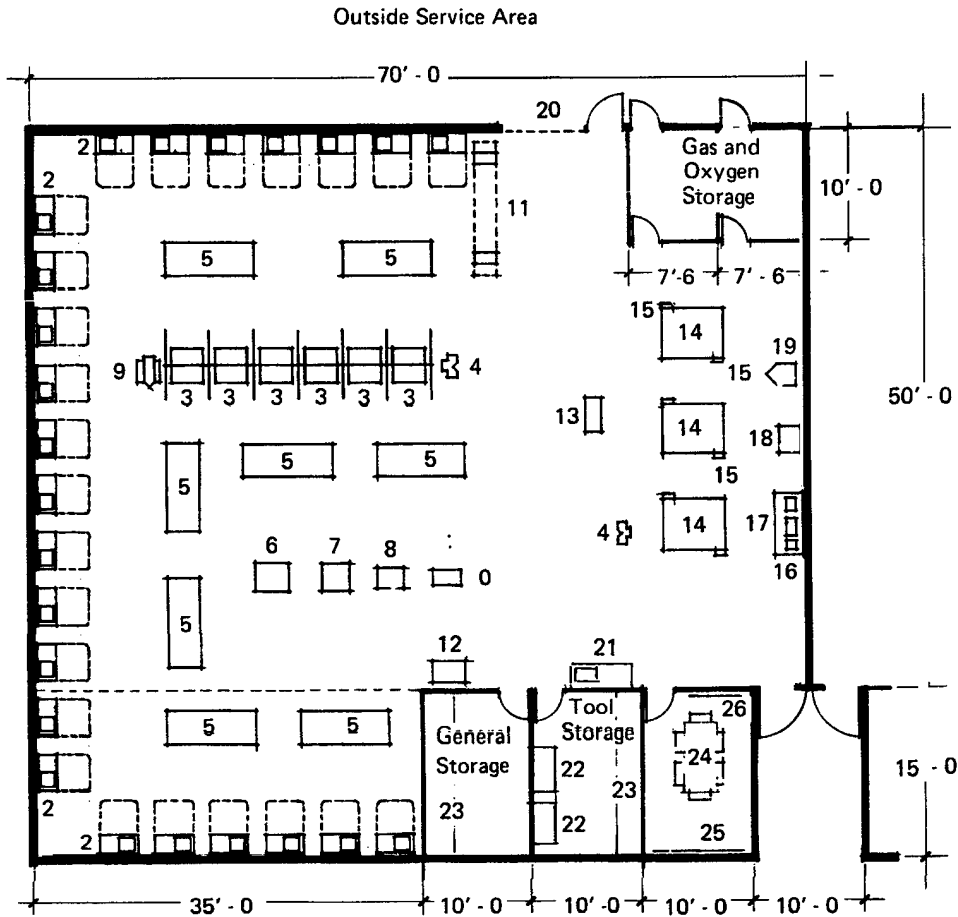 Outside Service Area
70' - 0
20
2
Gas and
Oxygen
Storage
2
10' - 0
11
5
5
7'-6
7' - 6
15
14
19
9
4
15
3
3
3
3
3
3
50' - 0
13
14
18
5
5
5
15
14
4
17
6
7
8
0
16
5
12
21
5
5
General
Storage
Tool
Storage
26
24
22
15 - 0
23
23
2
22
25
2
35' - 0
10' - 0
10' - 0
10' - 0
10' - 0